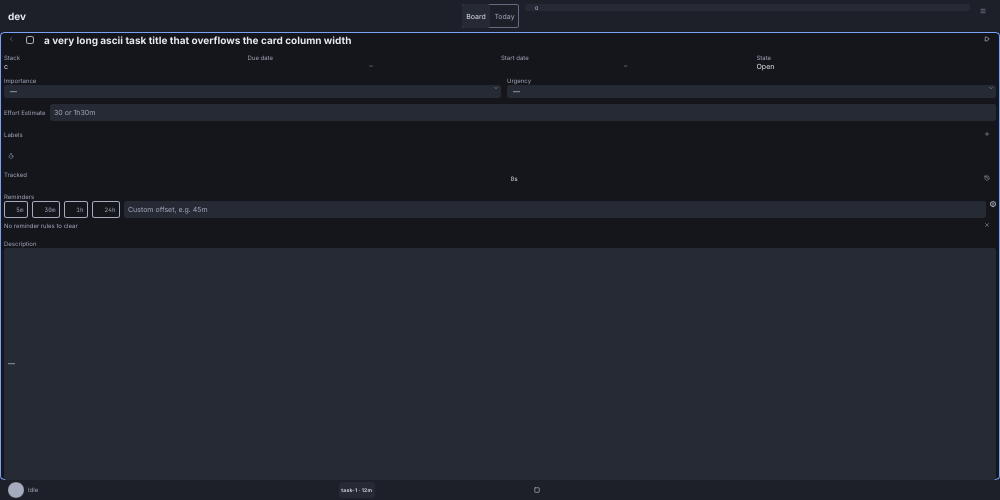 dev
Board Today
a very long ascii task title that overflows the card column width
Stack Due date Start date State
c – – Open
Importance Urgency
— —
Effort Estimate 30 or 1h30m
Labels
+
Tracked
0s
Reminders
5m 30m 1h 24h Custom offset, e.g. 45m
No reminder rules to clear
Description
—
Idle task-1 · 12m